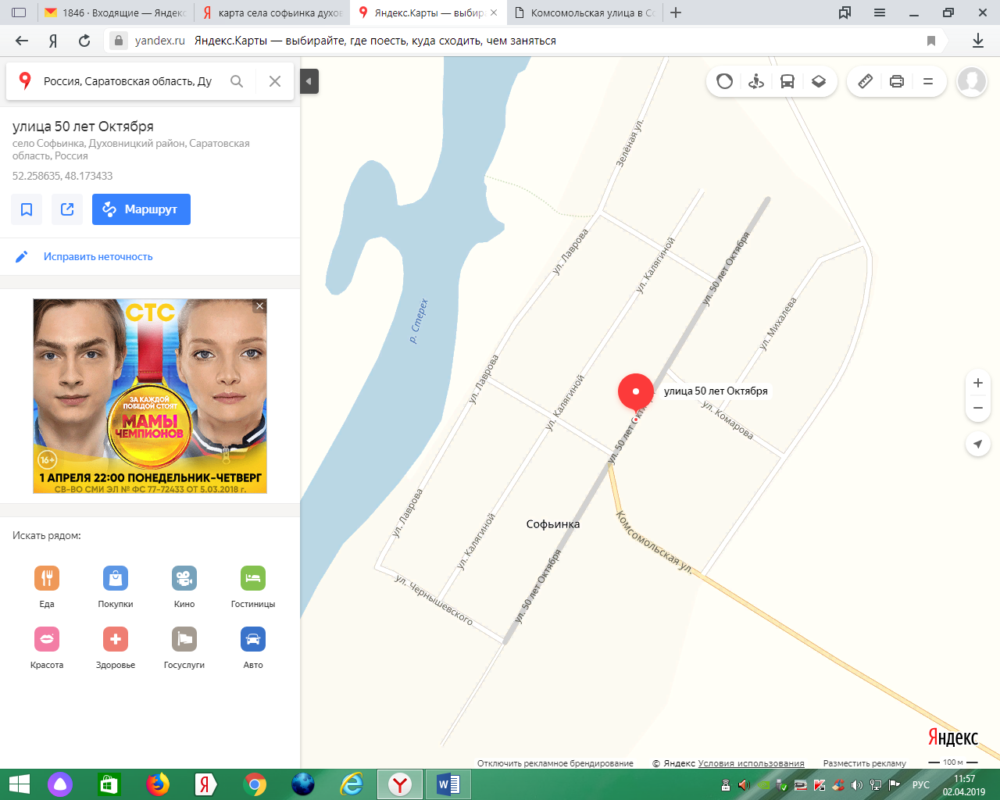 1846 · Входящие — Яндекс
карта села софьинка духов
Яндекс.Карты — выбира
Комсомольская улица в Со
yandex.ru Яндекс.Карты — выбирайте, где поесть, куда сходить, чем заняться
Россия, Саратовская область, Ду
улица 50 лет Октября
село Софьинка, Духовницкий район, Саратовская
область, Россия
52.258635, 48.173433
Маршрут
Исправить неточность
СТС
ЗА КАЖДОЙ
ПОБЕДОЙ СТОЯТ
МАМЫ
ЧЕМПИОНОВ
16+
1 АПРЕЛЯ 22:00 ПОНЕДЕЛЬНИК-ЧЕТВЕРГ
СВ-ВО СМИ ЭЛ № ФС 77-72433 ОТ 5.03.2018 г.
Искать рядом:
Еда
Покупки
Кино
Гостиницы
Красота
Здоровье
Госуслуги
Авто
Зелёная ул.
ул. Лаврова
ул. Калягиной
ул. 50 лет Октября
р. Стерех
ул. Михалева
ул. Лаврова
ул. Калягиной
улица 50 лет Октября
ул. 50 лет Октября
ул. Комарова
ул. Лаврова
ул. Калягиной
Софьинка
Комсомольская ул.
ул. 50 лет Октября
ул. Чернышевского
Яндекс
Отключить рекламное брендирование
© Яндекс Условия использования
Разместить рекламу
100 м
РУС
11:57
02.04.2019